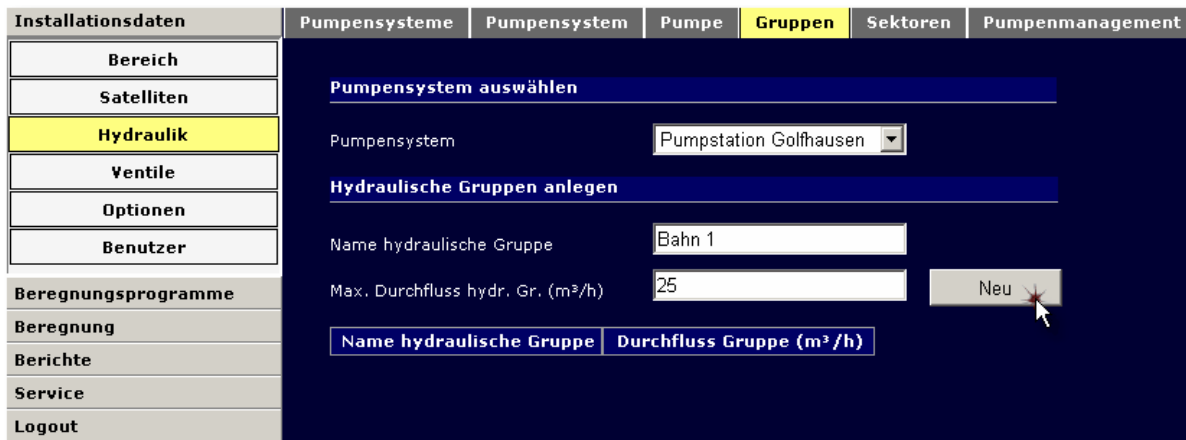 Installationsdaten
Bereich
Satelliten
Hydraulik
Ventile
Optionen
Benutzer
Beregnungsprogramme
Beregnung
Berichte
Service
Logout
Pumpensysteme Pumpensystem Pumpe Gruppen Sektoren Pumpenmanagement
Pumpensystem auswählen
Pumpensystem Pumpstation Golfhausen
Hydraulische Gruppen anlegen
Name hydraulische Gruppe Bahn 1
Max. Durchfluss hydr. Gr. (m³/h) 25 Neu
Name hydraulische Gruppe Durchfluss Gruppe (m³/h)